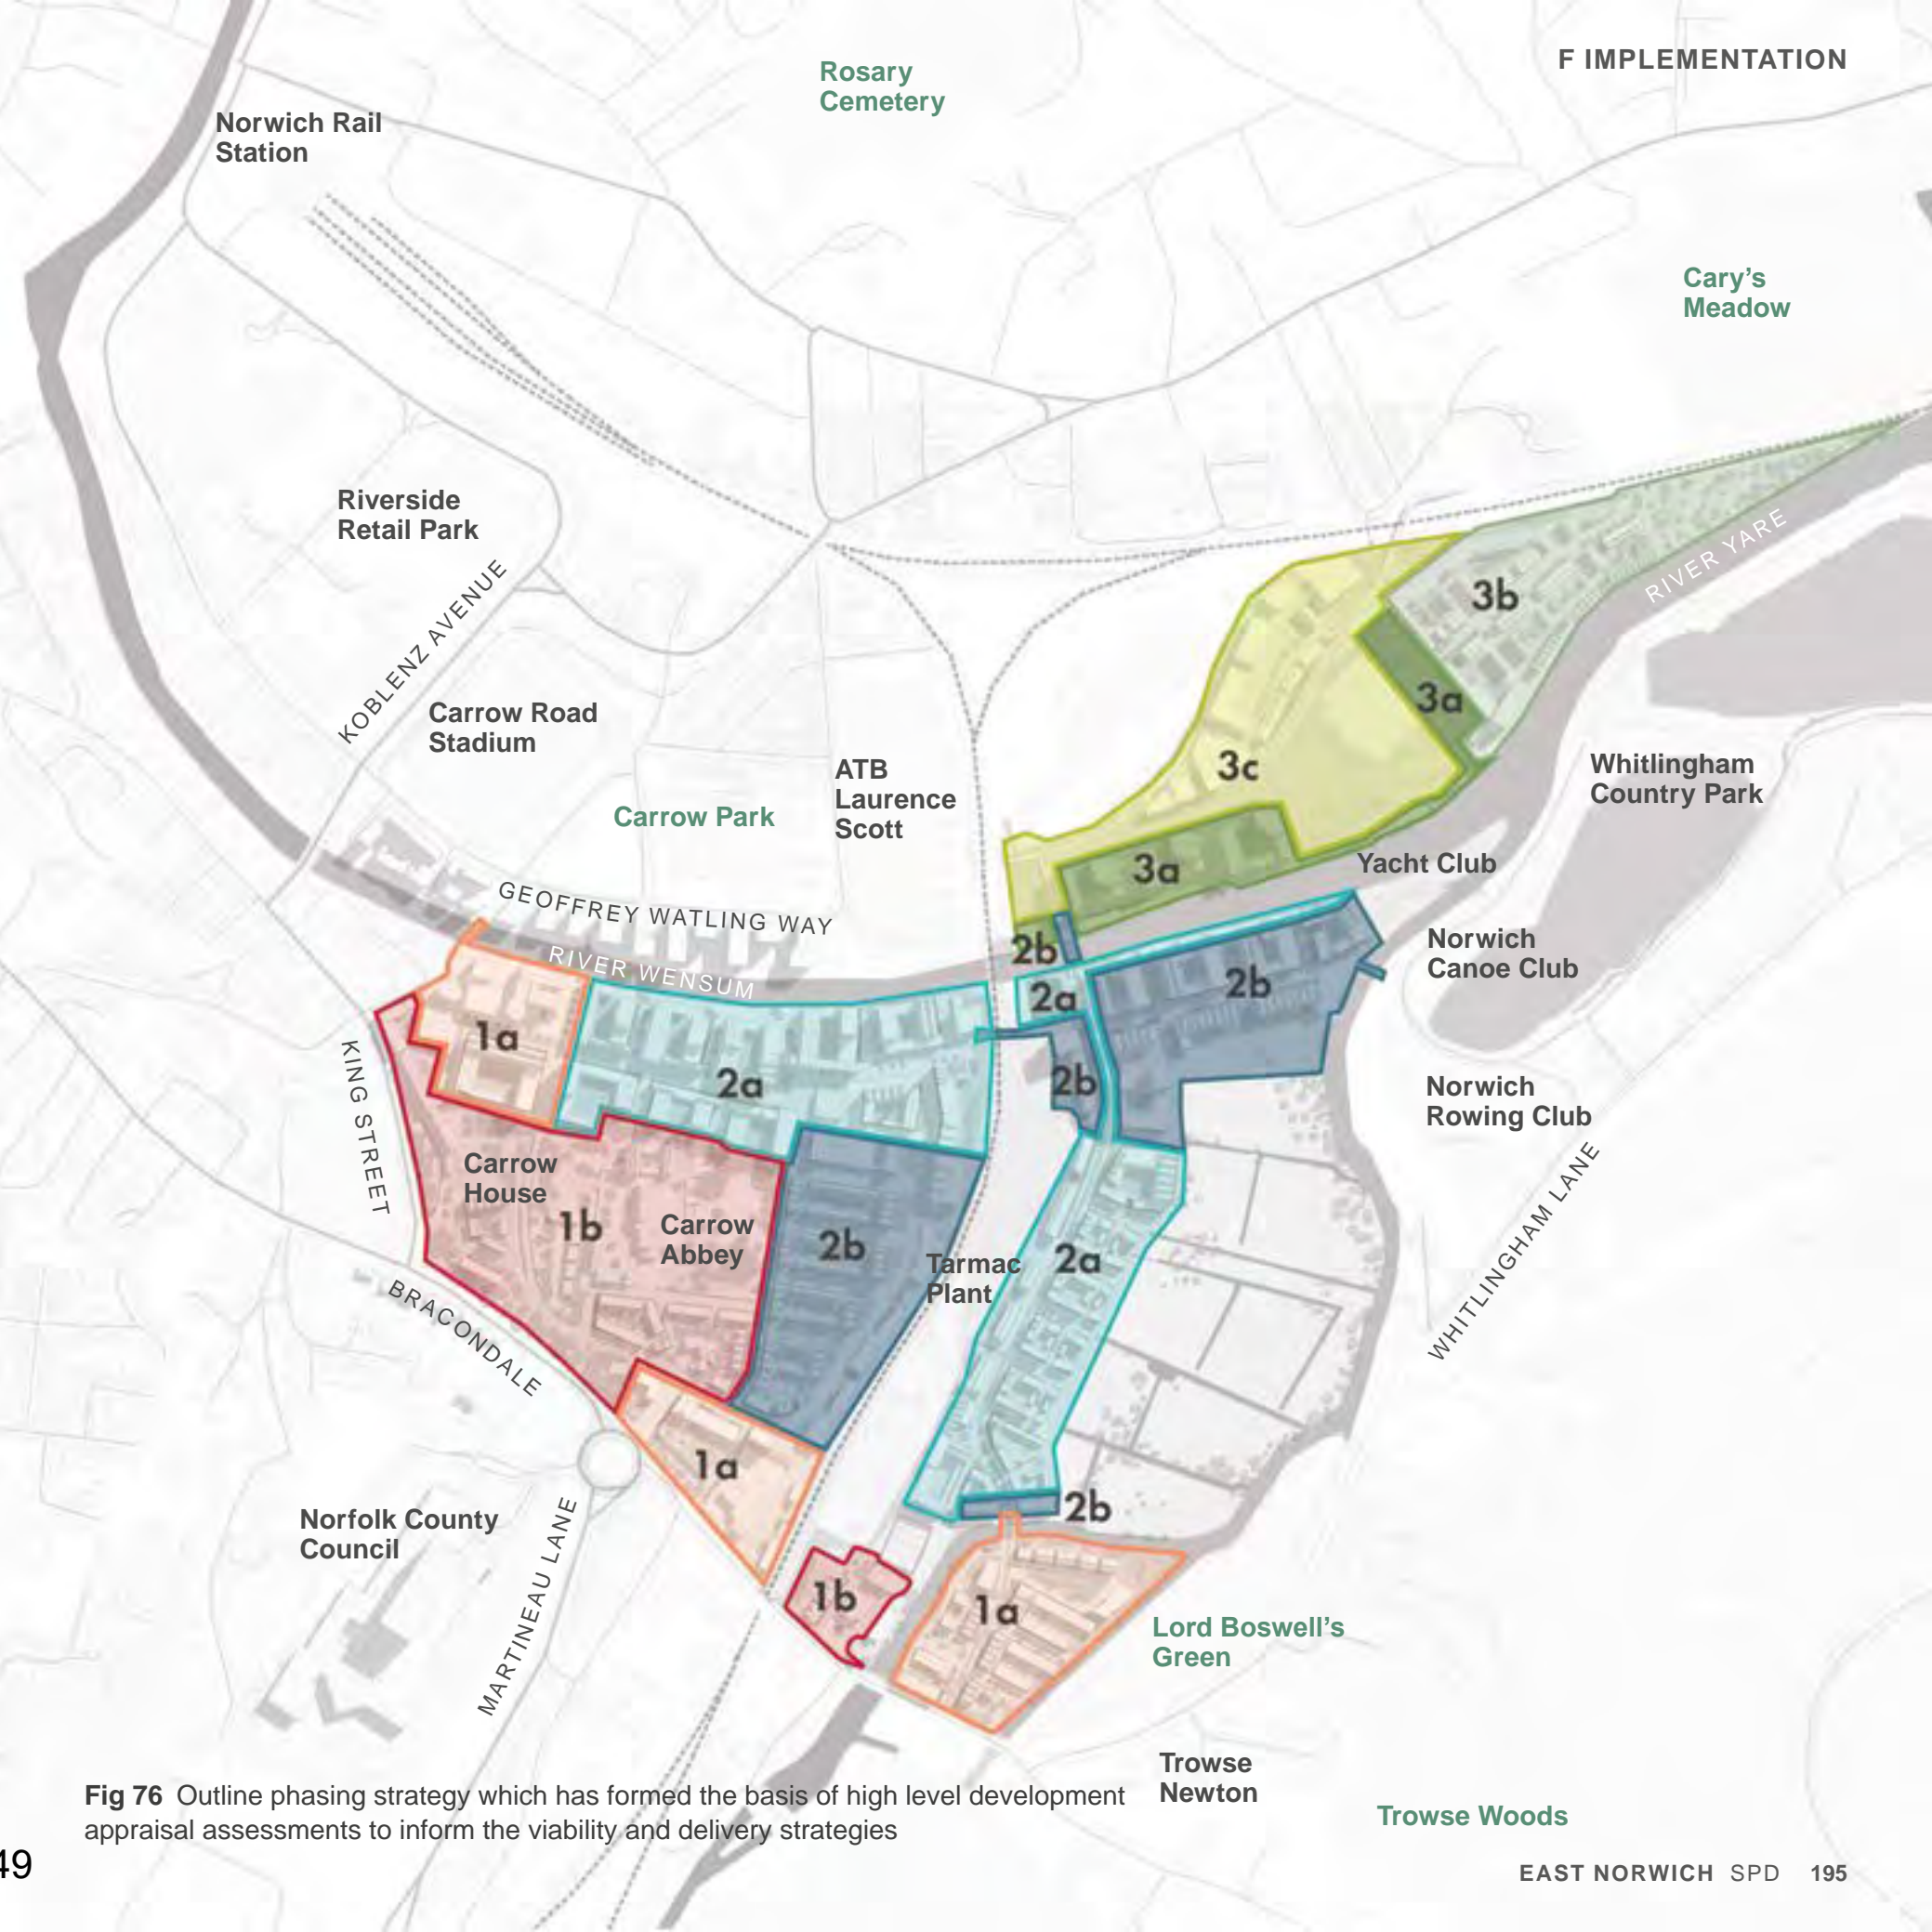 F IMPLEMENTATION
Rosary
Cemetery
Norwich Rail
Station
Cary's
Meadow
Riverside
Retail Park
RIVER YARE
3b
KOBLENZ AVENUE
3a
Carrow Road
Stadium
3c
ATB
Laurence
Scott
Whitlingham
Country Park
Carrow Park
3a
Yacht Club
GEOFFREY WATLING WAY
RIVER WENSUM
2b
Norwich
Canoe Club
2b
2a
1a
2a
2b
KING STREET
Norwich
Rowing Club
Carrow
House
1b
Carrow
Abbey
2b
Tarmac
Plant
2a
WHITLINGHAM LANE
BRACONDALE
1a
2b
Norfolk County
Council
MARTINEAU LANE
1b
1a
Lord Boswell's
Green
Trowse
Newton
Fig 76 Outline phasing strategy which has formed the basis of high level development
appraisal assessments to inform the viability and delivery strategies
Trowse Woods
49
EAST NORWICH SPD 195